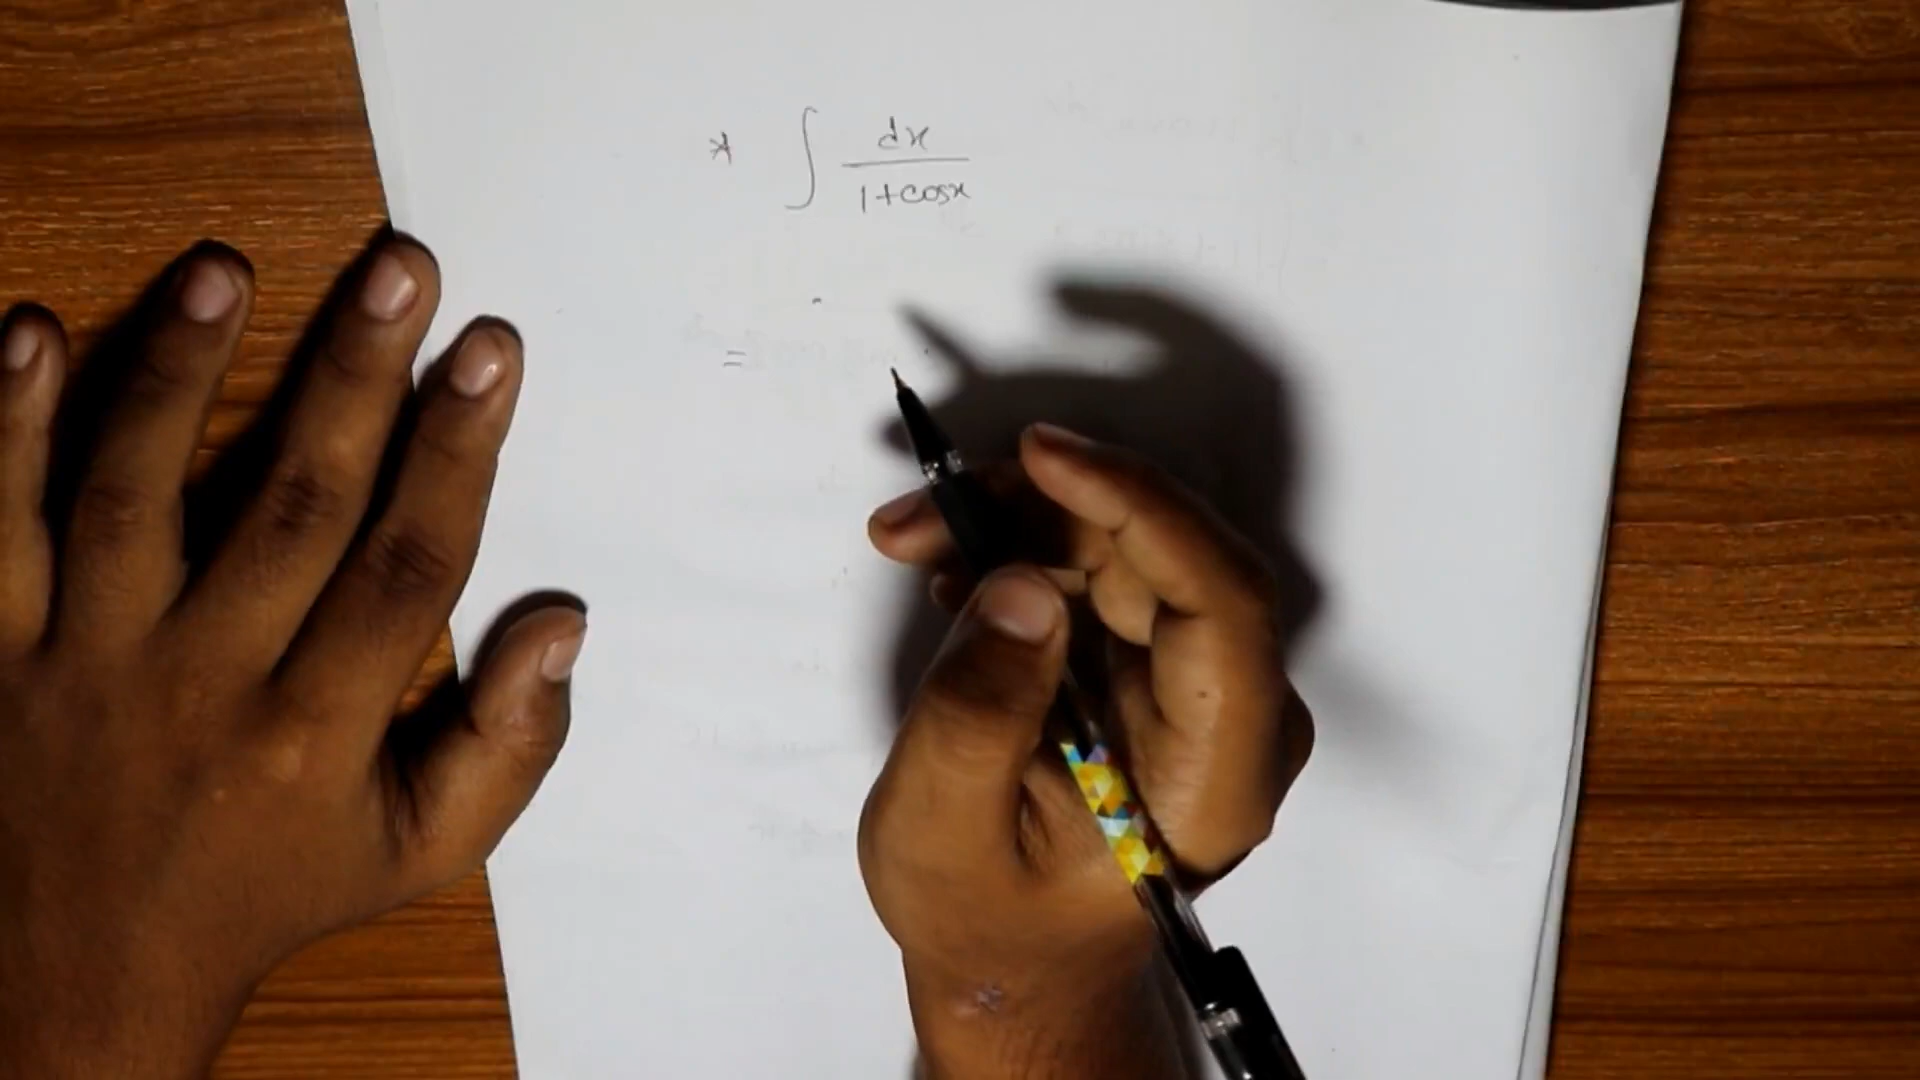 * ∫ dx / 1+cosx
=